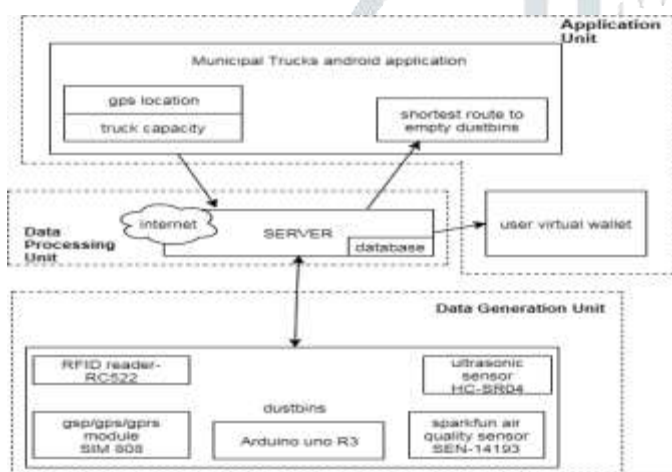 Application
Unit
Municipal Trucks android application
gps location
truck capacity
shortest route to
empty dustbins
internet
SERVER
database
Data
Processing
Unit
user virtual wallet
Data Generation Unit
RFID reader-
RC522
ultrasonic
sensor
HC-SR04
dustbins
gsp/gps/gprs
module
SIM 808
Arduino uno R3
sparkfun air
quality sensor
SEN-14193